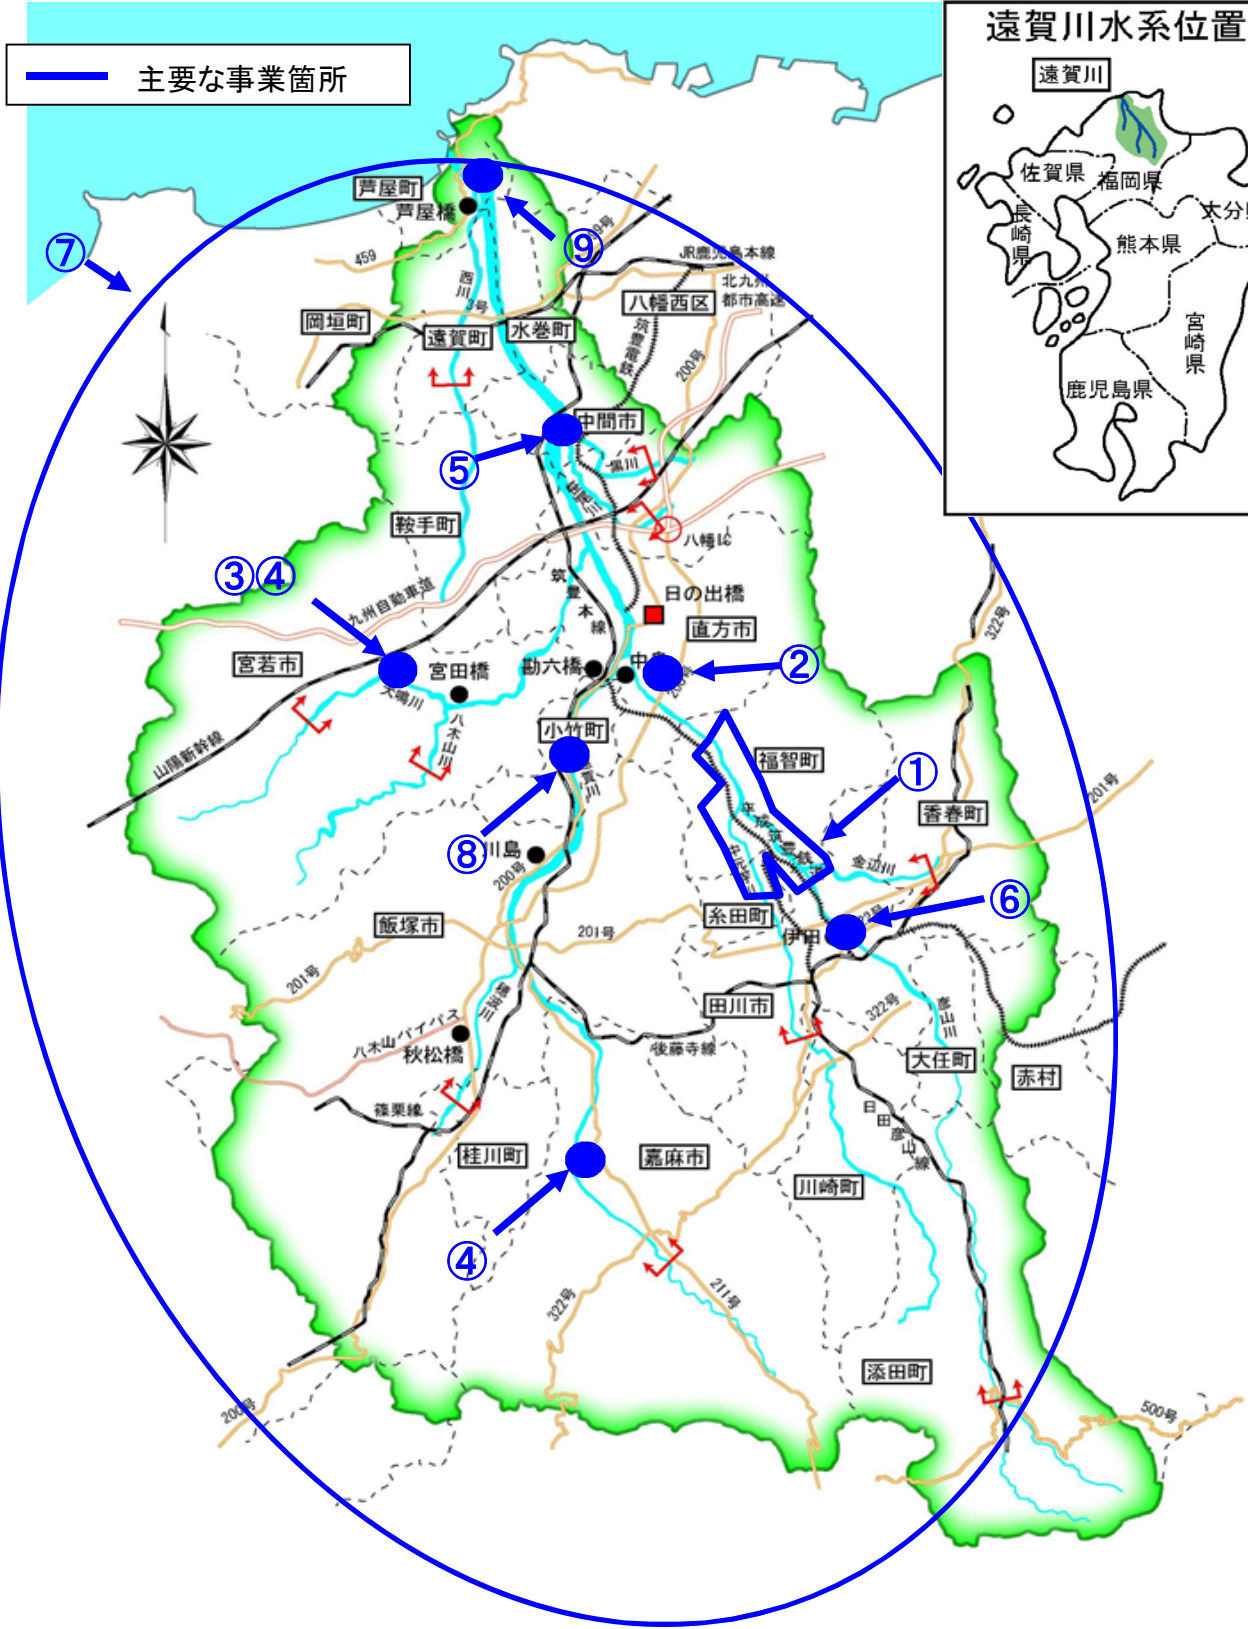 主要な事業箇所
遠賀川水系位置
遠賀川
佐賀県
福岡県
長崎県
大分
熊本県
宮崎県
鹿児島県
芦屋町
芦屋橋
⑦
⑨
459
西川
3号
JR鹿児島本線
北九州
都市高速
八幡西区
岡垣町
遠賀町
水巻町
筑豊電鉄
200号
中間市
⑤
黒川
鞍手町
八幡IC
③④
九州自動車道
筑豊本線
日の出橋
直方市
322号
宮若市
宮田橋
勘六橋
中島
②
犬鳴川
八木山川
山陽新幹線
小竹町
福智町
①
香春町
201号
⑧
川島
200号
金辺川
⑥
飯塚市
糸田町
伊田
201号
201号
穂波川
田川市
322号
彦山川
八木山バイパス
秋松橋
後藤寺線
大任町
赤村
篠栗線
日田彦山線
桂川町
嘉麻市
川崎町
④
322号
211号
添田町
200号
500号